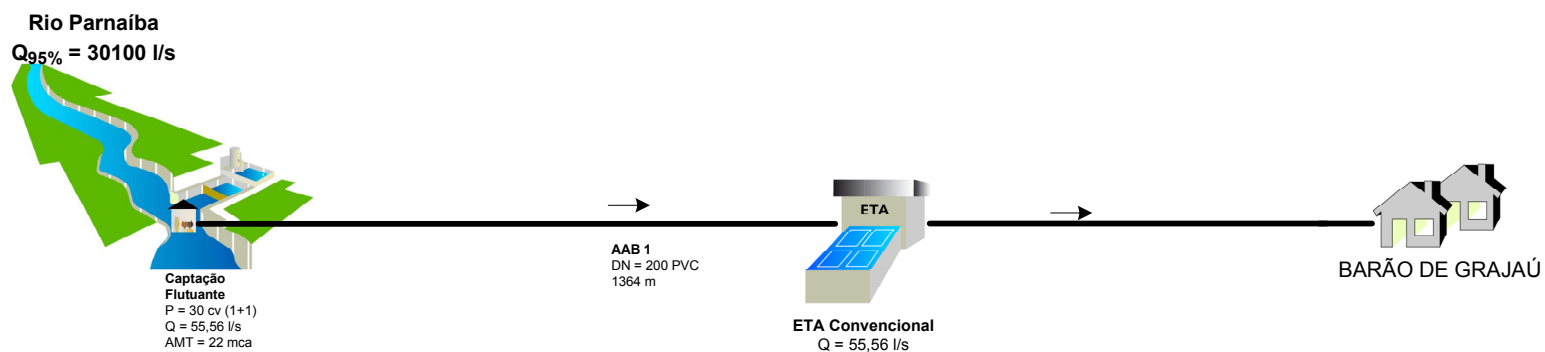 Rio Parnaíba
Q95% = 30100 l/s
Captação
Flutuante
P = 30 cv (1+1)
Q = 55,56 l/s
AMT = 22 mca
AAB 1
DN = 200 PVC
1364 m
ETA
ETA Convencional
Q = 55,56 l/s
BARÃO DE GRAJAÚ